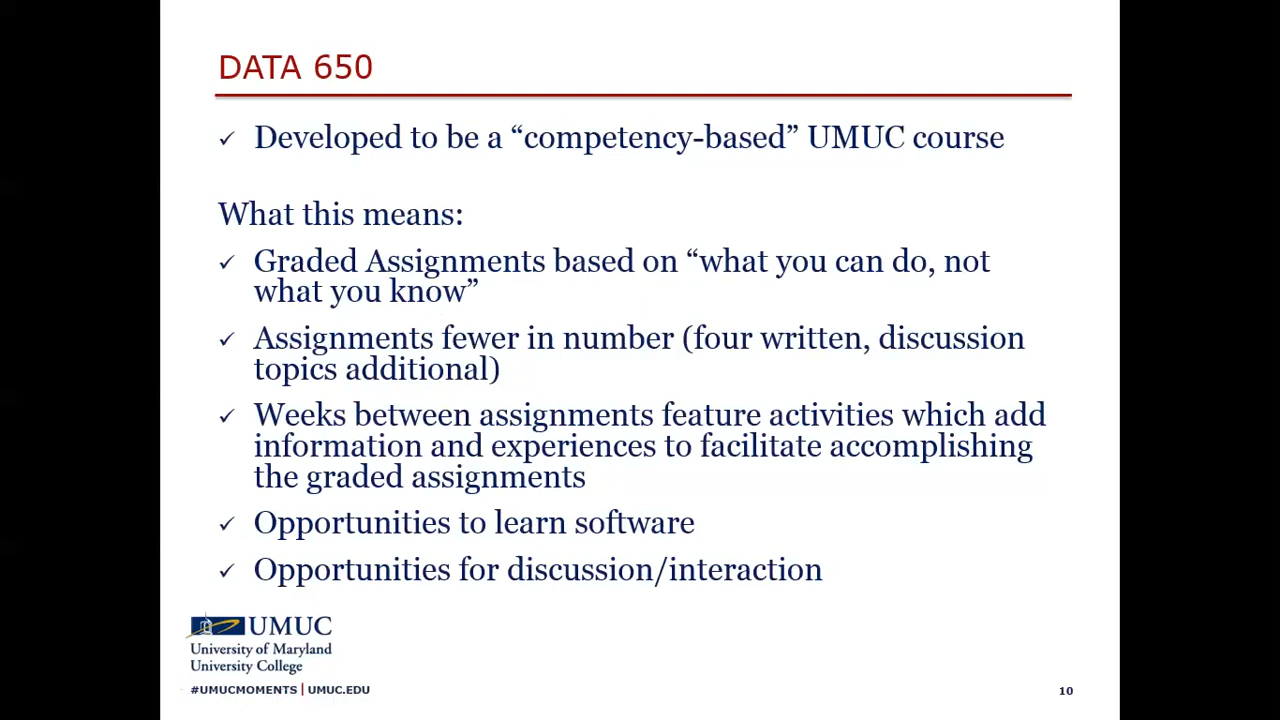 DATA 650
✓ Developed to be a “competency-based” UMUC course
What this means:
✓ Graded Assignments based on “what you can do, not
what you know”
✓ Assignments fewer in number (four written, discussion
topics additional)
✓ Weeks between assignments feature activities which add
information and experiences to facilitate accomplishing
the graded assignments
✓ Opportunities to learn software
✓ Opportunities for discussion/interaction
UMUC
University of Maryland
University College
#UMUCMOMENTS | UMUC.EDU
10